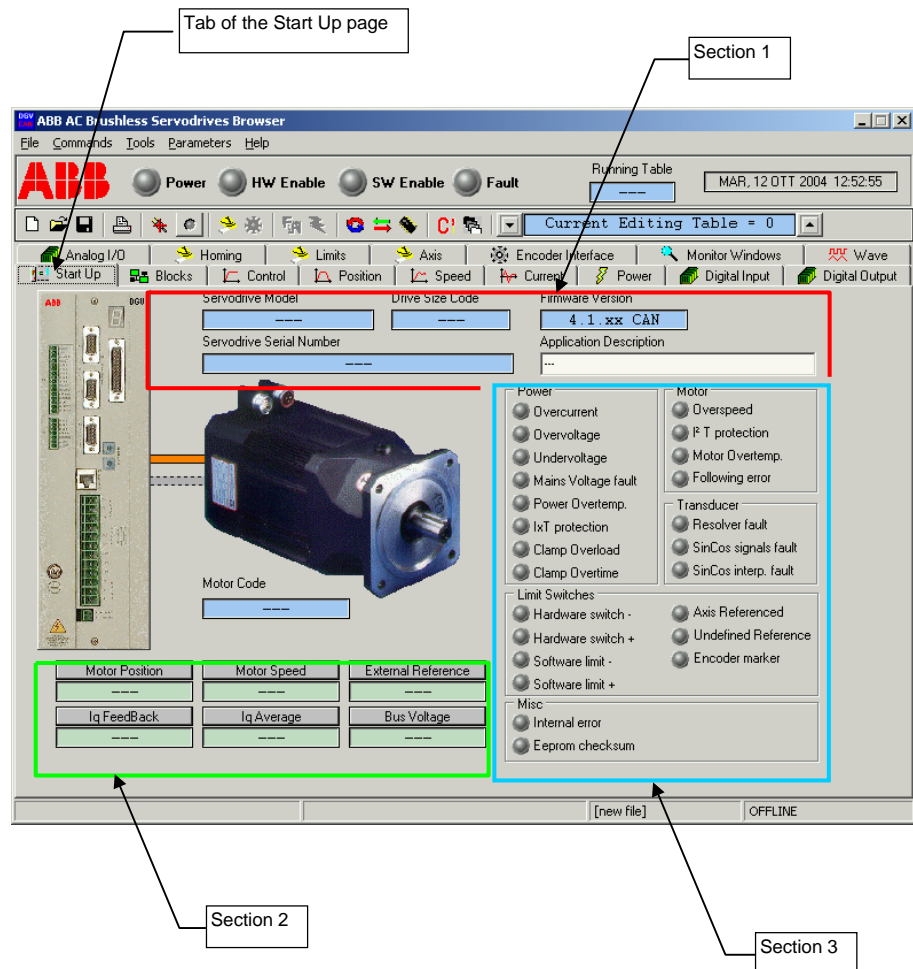 Tab of the Start Up page
Section 1
DGV
CAN
ABB AC Brushless Servodrives Browser
File Commands Tools Parameters Help
ABB
Power HW Enable SW Enable Fault
Running Table
---
MAR, 12 OTT 2004 12:52:55
Current Editing Table = 0
Analog I/O Homing Limits Axis Encoder Interface Monitor Windows Wave
Start Up Blocks Control Position Speed Current Power Digital Input Digital Output
ABB DGV
Servodrive Model Drive Size Code Firmware Version
--- --- 4.1.xx CAN
Servodrive Serial Number Application Description
--- ---
Power
Overcurrent
Overvoltage
Undervoltage
Mains Voltage fault
Power Overtemp.
IxT protection
Clamp Overload
Clamp Overtime
Motor
Overspeed
I² T protection
Motor Overtemp.
Following error
Transducer
Resolver fault
SinCos signals fault
SinCos interp. fault
Motor Code
---
Limit Switches
Hardware switch -
Hardware switch +
Software limit -
Software limit +
Axis Referenced
Undefined Reference
Encoder marker
Misc
Internal error
Eeprom checksum
Motor Position Motor Speed External Reference
--- --- ---
Iq FeedBack Iq Average Bus Voltage
--- --- ---
[new file] OFFLINE
Section 2
Section 3